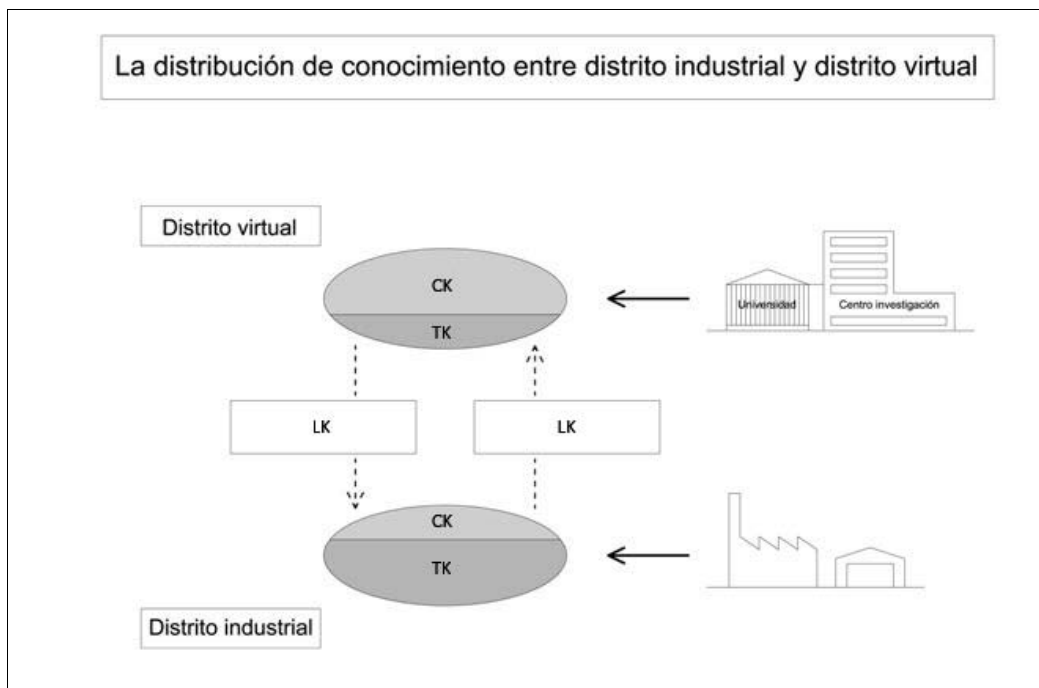 La distribución de conocimiento entre distrito industrial y distrito virtual
Distrito virtual
CK
TK
Universidad
Centro investigación
LK
LK
CK
TK
Distrito industrial